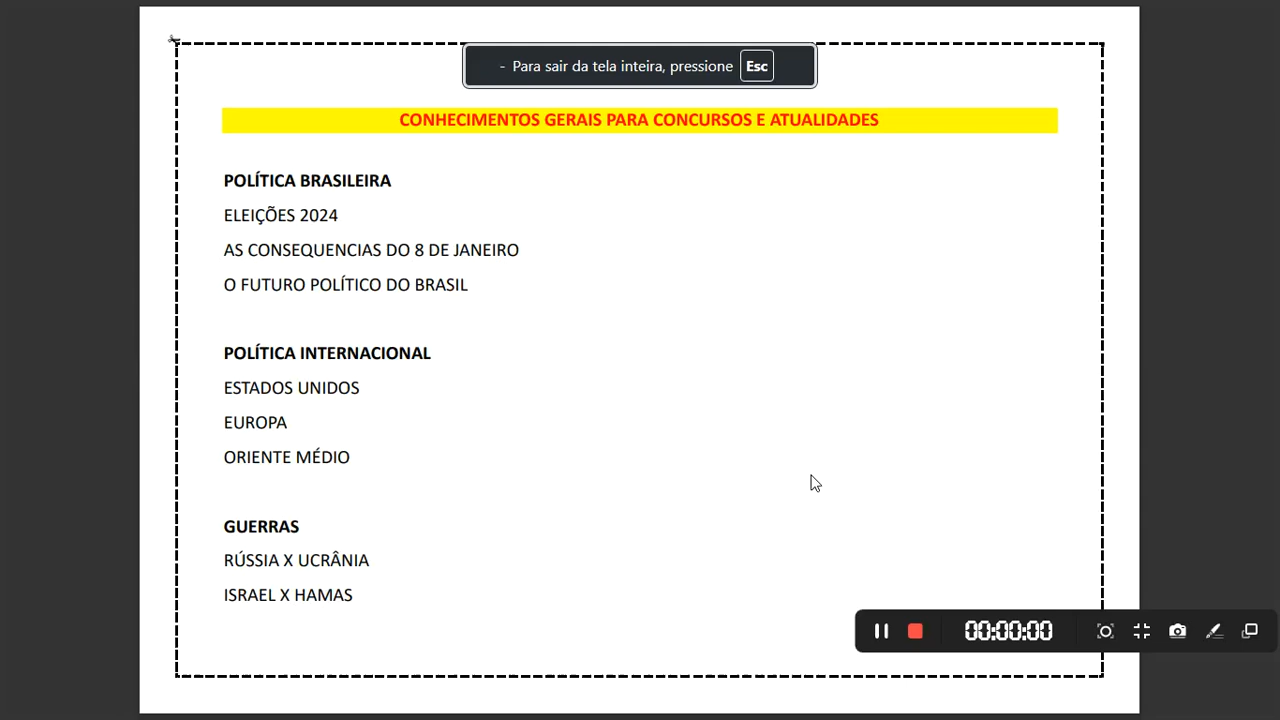 - Para sair da tela inteira, pressione Esc
CONHECIMENTOS GERAIS PARA CONCURSOS E ATUALIDADES
POLÍTICA BRASILEIRA
ELEIÇÕES 2024
AS CONSEQUENCIAS DO 8 DE JANEIRO
O FUTURO POLÍTICO DO BRASIL
POLÍTICA INTERNACIONAL
ESTADOS UNIDOS
EUROPA
ORIENTE MÉDIO
GUERRAS
RÚSSIA X UCRÂNIA
ISRAEL X HAMAS
00:00:00